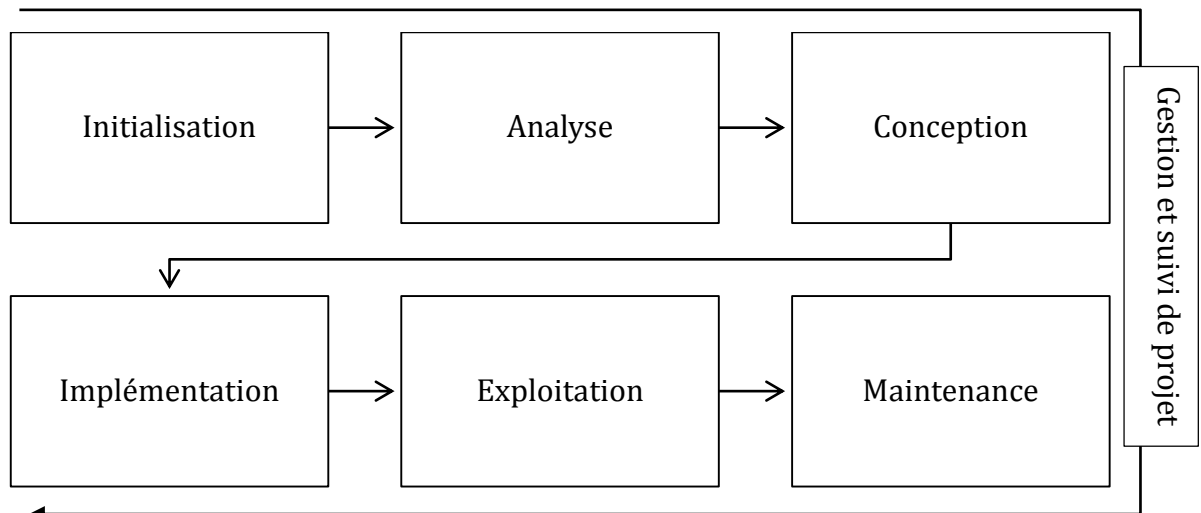 Initialisation
Analyse
Conception
Gestion et suivi de projet
Implémentation
Exploitation
Maintenance